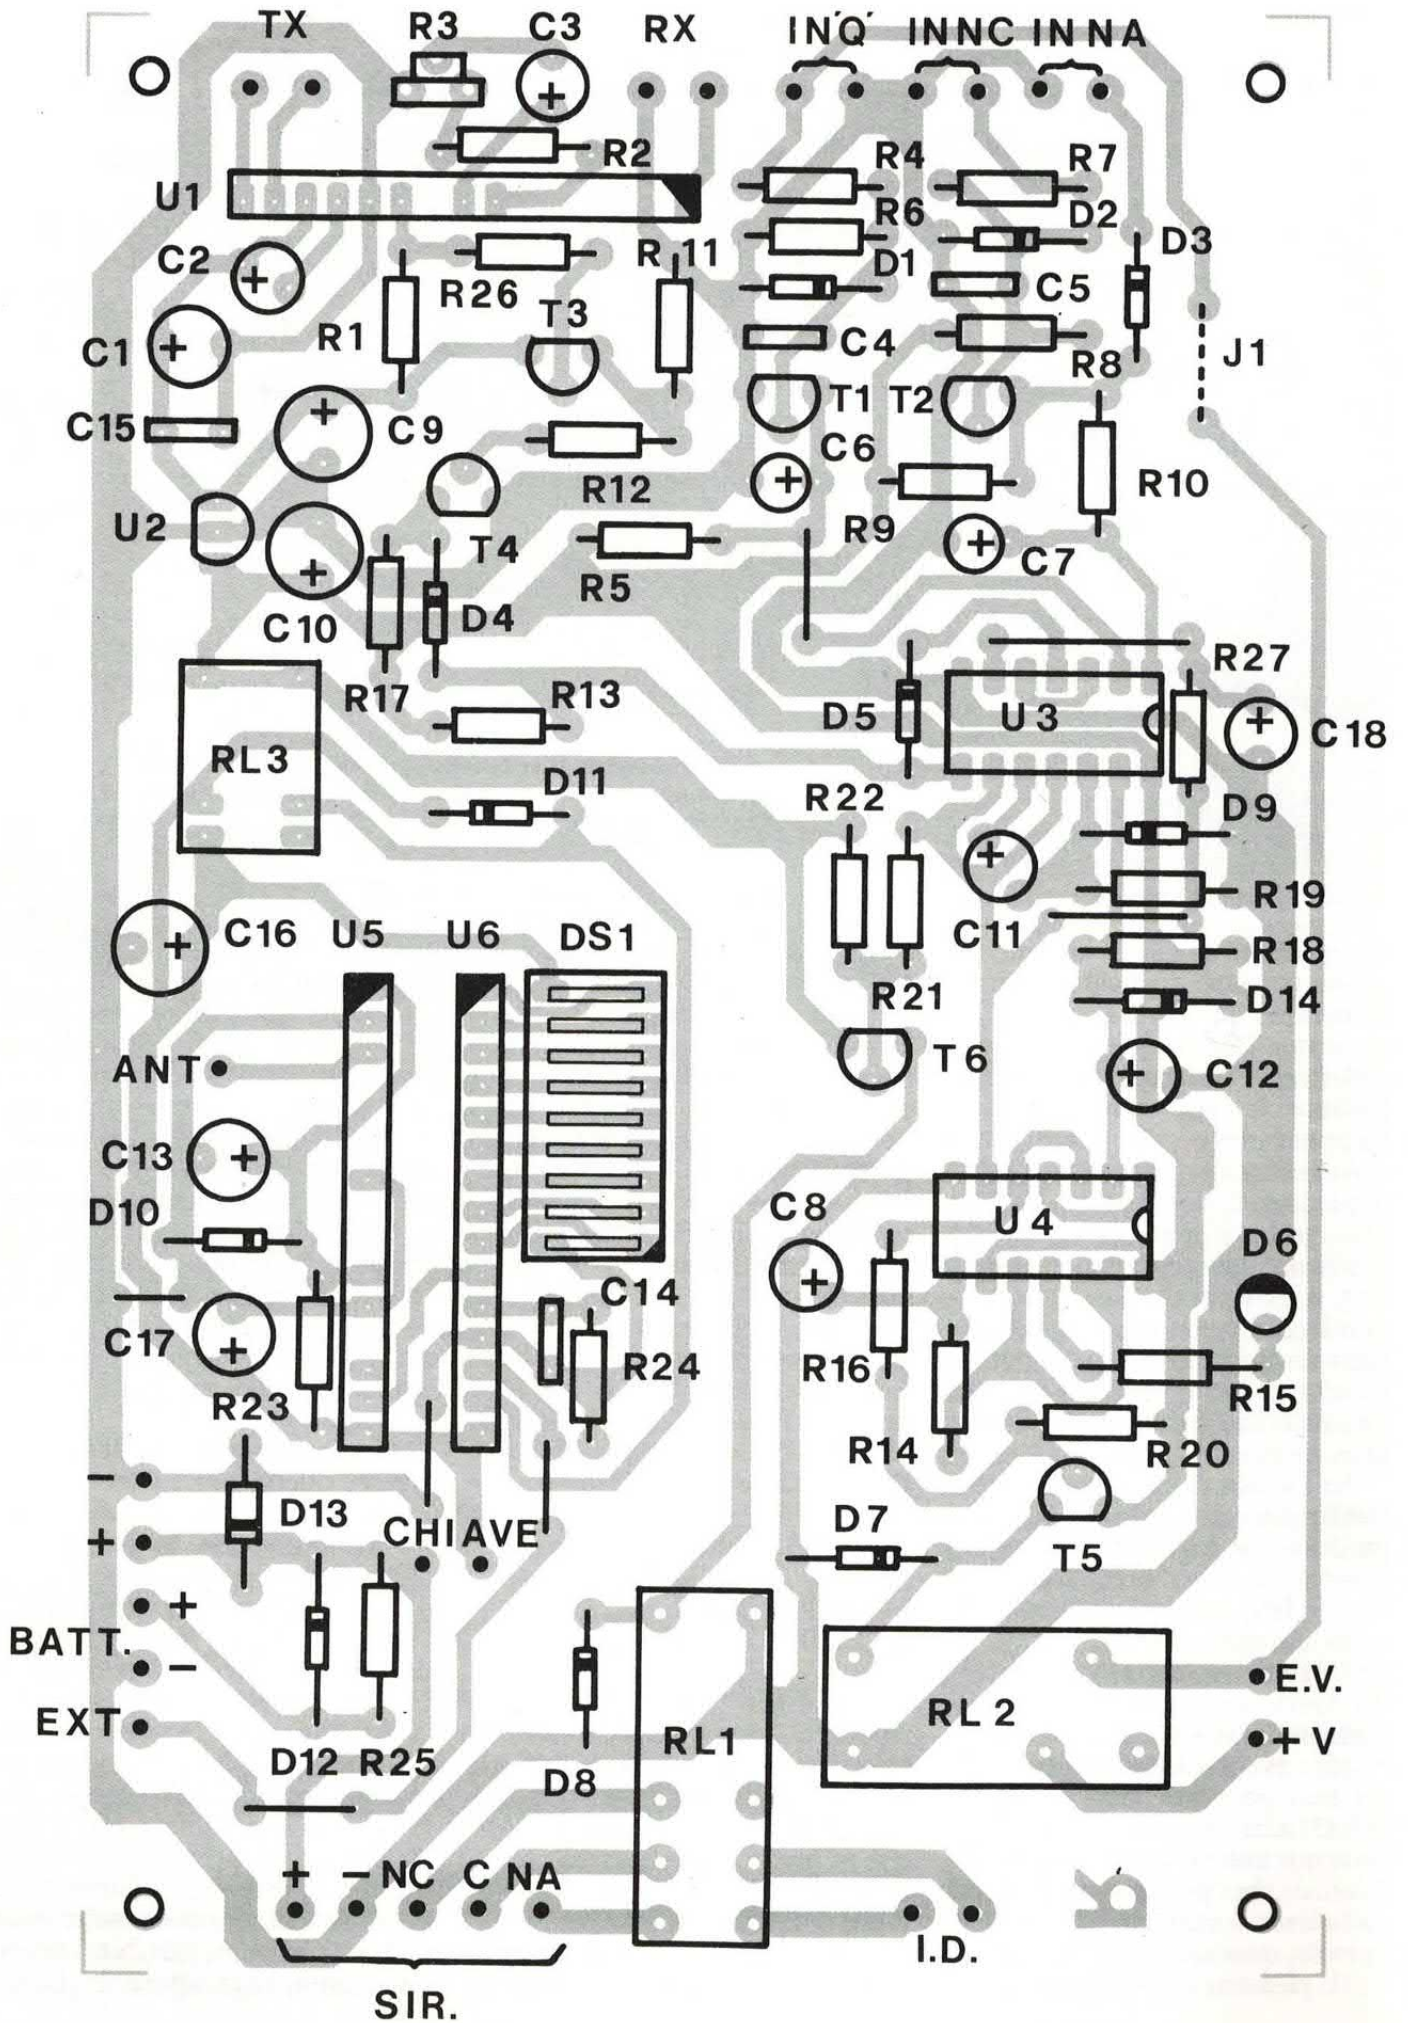 TX R3 C3 RX IN'Q' IN NC IN NA
R2 R4 R7
U1 R6 D2
C2 R26 R11 D1 D3
C1 R1 T3 C4 C5 J1
R8
C15 C9 T1 T2
C6
U2 R12 R9 R10
T4 R5 C7
C10 D4
R17 R13 R27
RL3 D5 U3 C18
D11 R22 D9
C16 U5 U6 DS1 C11 R19
R18
R21 D14
ANT T6 C12
C13
D10 C8 U4 D6
C14
C17 R24 R16 R15
R23 R14 R20
−
D13 CHIAVE D7 T5
+
+
BATT.
−
E.V.
EXT RL1 RL2 + V
D12 R25 D8
+ − NC C NA
I.D.
SIR.